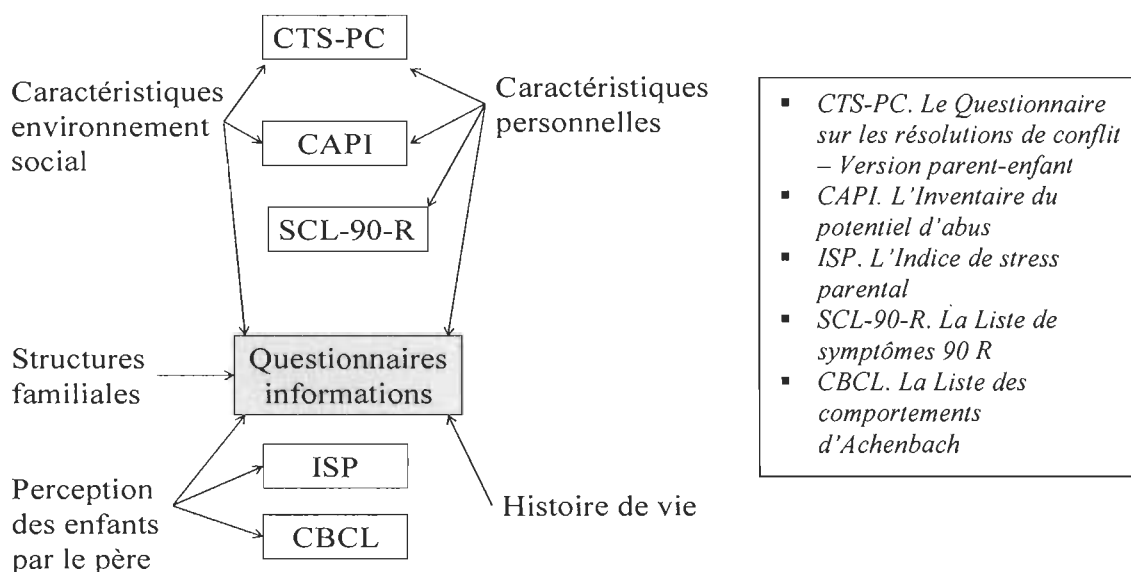 CTS-PC
Caractéristiques
environnement
social
Caractéristiques
personnelles
CAPI
SCL-90-R
Structures
familiales
Questionnaires
informations
ISP
Perception
des enfants
par le père
CBCL
Histoire de vie
▪ CTS-PC. Le Questionnaire
sur les résolutions de conflit
– Version parent-enfant
▪ CAPI. L’Inventaire du
potentiel d’abus
▪ ISP. L’Indice de stress
parental
▪ SCL-90-R. La Liste de
symptômes 90 R
▪ CBCL. La Liste des
comportements
d’Achenbach